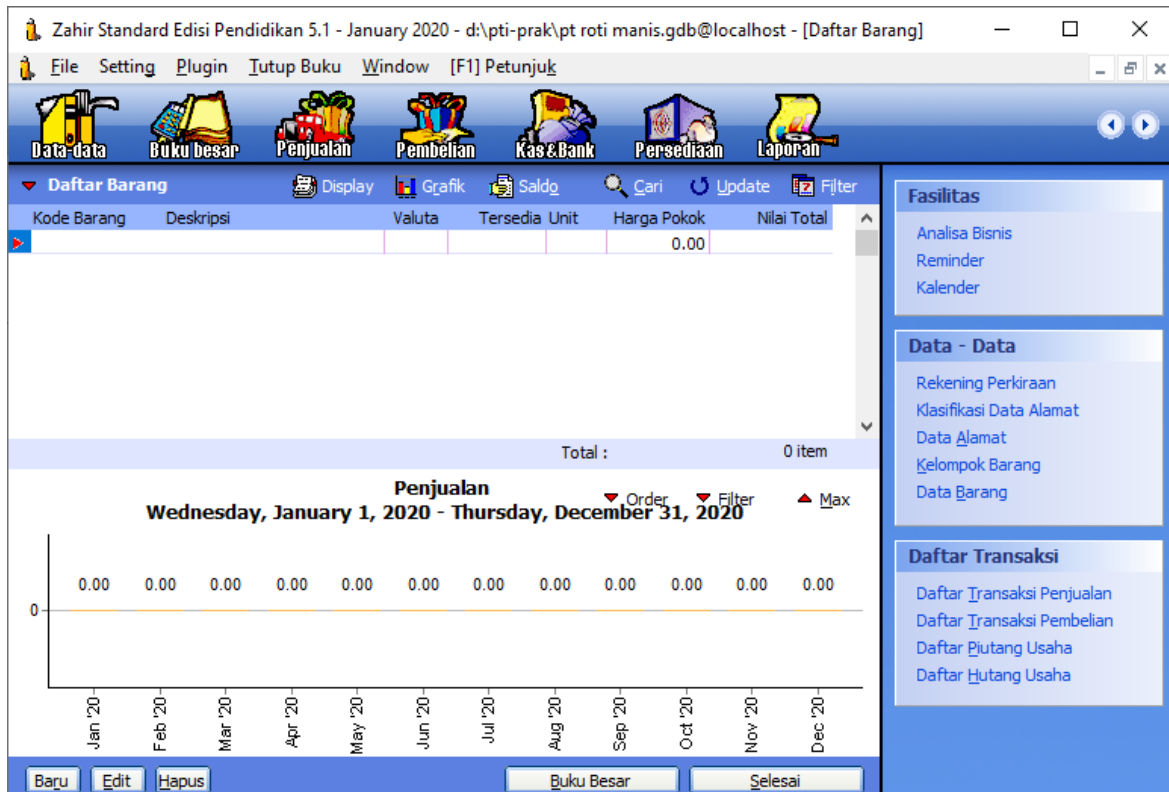 Zahir Standard Edisi Pendidikan 5.1 - January 2020 - d:\pti-prak\pt roti manis.gdb@localhost - [Daftar Barang]
File Setting Plugin Tutup Buku Window [F1] Petunjuk
Data-data Buku besar Penjualan Pembelian Kas&Bank Persediaan Laporan
Daftar Barang Display Grafik Saldo Cari Update Filter
Kode Barang Deskripsi Valuta Tersedia Unit Harga Pokok Nilai Total
0.00
Total : 0 item
Penjualan
Order Filter Max
Wednesday, January 1, 2020 - Thursday, December 31, 2020
0.00 0.00 0.00 0.00 0.00 0.00 0.00 0.00 0.00 0.00 0.00 0.00
0
Jan '20 Feb '20 Mar '20 Apr '20 May '20 Jun '20 Jul '20 Aug '20 Sep '20 Oct '20 Nov '20 Dec '20
Baru Edit Hapus Buku Besar Selesai
Fasilitas
Analisa Bisnis
Reminder
Kalender
Data - Data
Rekening Perkiraan
Klasifikasi Data Alamat
Data Alamat
Kelompok Barang
Data Barang
Daftar Transaksi
Daftar Transaksi Penjualan
Daftar Transaksi Pembelian
Daftar Piutang Usaha
Daftar Hutang Usaha